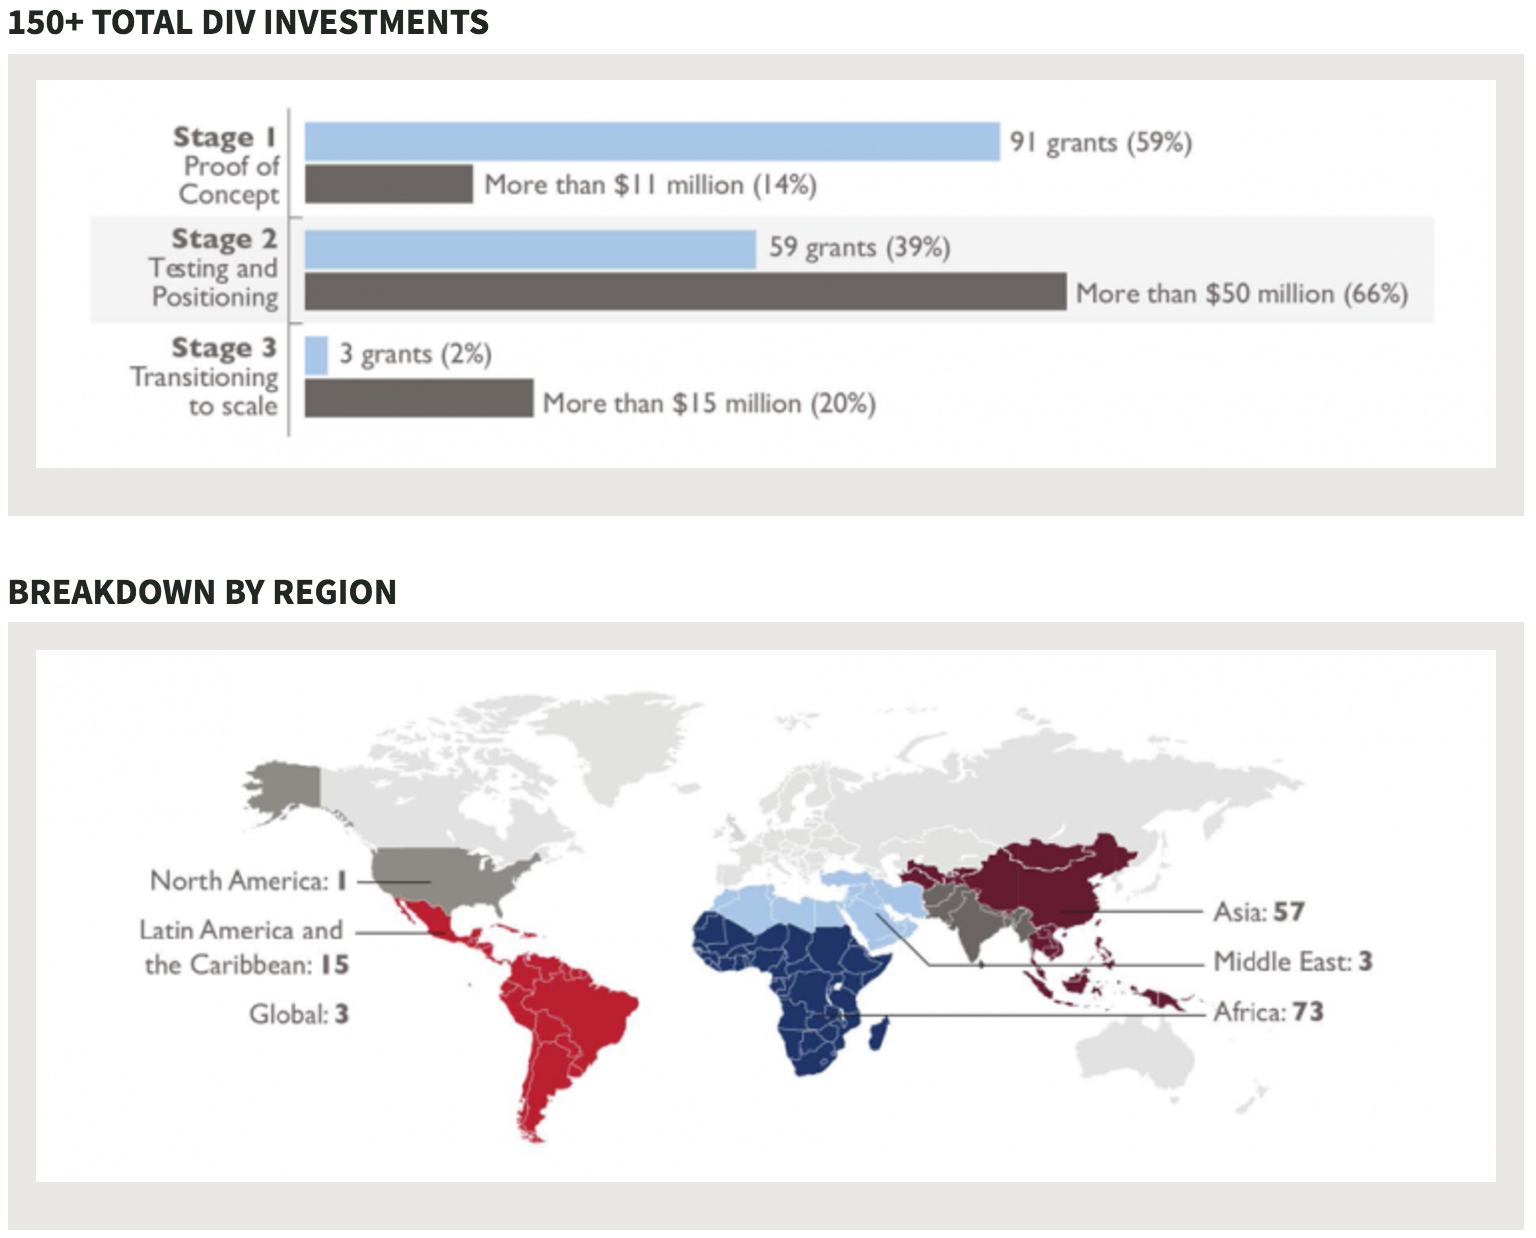 150+ TOTAL DIV INVESTMENTS
Stage 1
Proof of
Concept
91 grants (59%)
More than $11 million (14%)
Stage 2
Testing and
Positioning
59 grants (39%)
More than $50 million (66%)
Stage 3
Transitioning
to scale
3 grants (2%)
More than $15 million (20%)
BREAKDOWN BY REGION
North America: 1
Latin America and
the Caribbean: 15
Global: 3
Asia: 57
Middle East: 3
Africa: 73